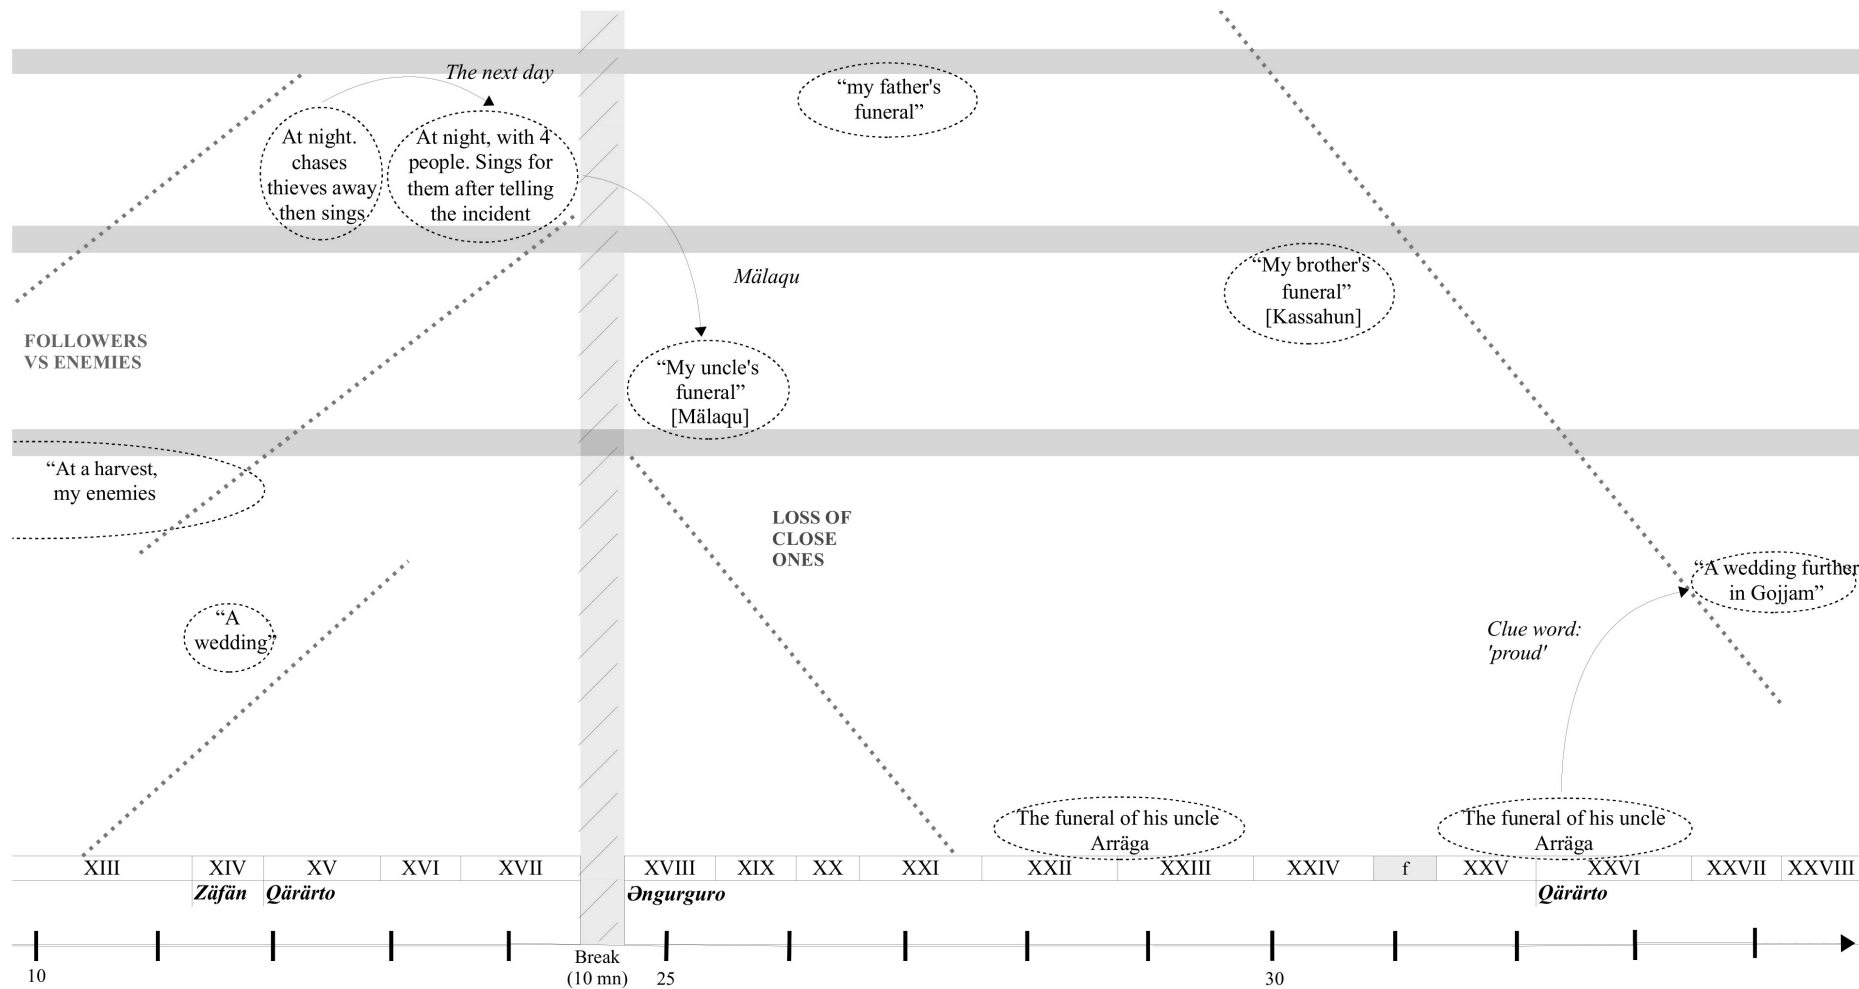 The next day
“my father's
funeral”
At night.
chases
thieves away
then sings
At night, with 4
people. Sings for
them after telling
the incident
Mälaqu
“My brother's
funeral”
[Kassahun]
FOLLOWERS
VS ENEMIES
“My uncle's
funeral”
[Mälaqu]
“At a harvest,
my enemies
LOSS OF
CLOSE
ONES
“A wedding further
in Gojjam”
“A
wedding”
Clue word:
'proud'
The funeral of his uncle
Arräga
The funeral of his uncle
Arräga
XIII XIV XV XVI XVII XVIII XIX XX XXI XXII XXIII XXIV f XXV XXVI XXVII XXVIII
Zäfän Qärärto Əngurguro Qärärto
Break
(10 mn)
10 25 30